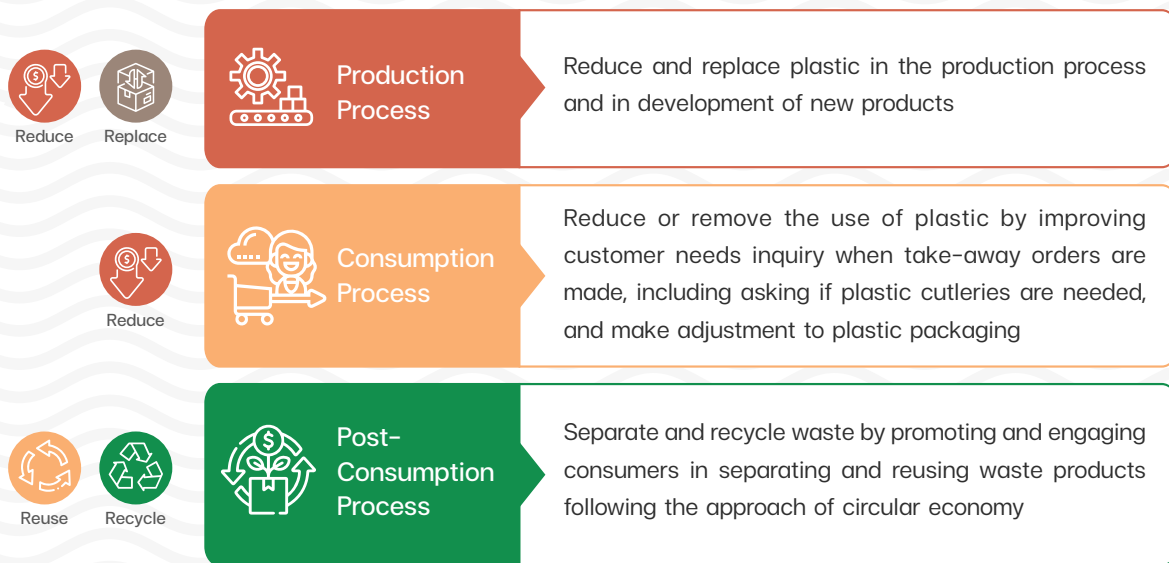 Reduce
Replace
Production
Process
Reduce and replace plastic in the production process
and in development of new products
Reduce
Consumption
Process
Reduce or remove the use of plastic by improving
customer needs inquiry when take-away orders are
made, including asking if plastic cutleries are needed,
and make adjustment to plastic packaging
Reuse
Recycle
Post-
Consumption
Process
Separate and recycle waste by promoting and engaging
consumers in separating and reusing waste products
following the approach of circular economy